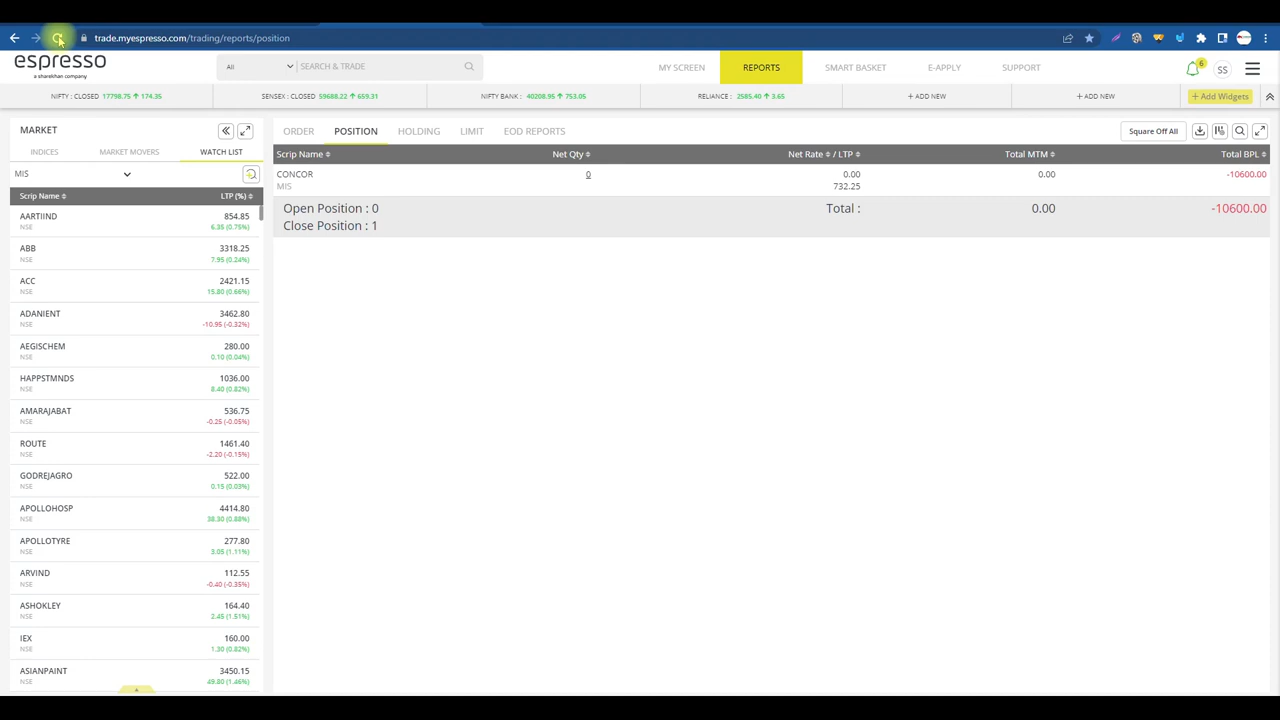 trade.myespresso.com/trading/reports/position
espresso
a sharekhan company
All
SEARCH & TRADE
MY SCREEN
REPORTS
SMART BASKET
E-APPLY
SUPPORT
6
SS
NIFTY : CLOSED 17798.75 ↑ 174.35
SENSEX : CLOSED 59688.22 ↑ 659.31
NIFTY BANK : 40208.95 ↑ 753.05
RELIANCE : 2585.40 ↑ 3.65
+ ADD NEW
+ ADD NEW
+ Add Widgets
MARKET
INDICES
MARKET MOVERS
WATCH LIST
MIS
Scrip Name
LTP (%)
AARTIIND 854.85
NSE 6.35 (0.75%)
ABB 3318.25
NSE 7.95 (0.24%)
ACC 2421.15
NSE 15.80 (0.66%)
ADANIENT 3462.80
NSE -10.95 (-0.32%)
AEGISCHEM 280.00
NSE 0.10 (0.04%)
HAPPSTMNDS 1036.00
NSE 8.40 (0.82%)
AMARAJABAT 536.75
NSE -0.25 (-0.05%)
ROUTE 1461.40
NSE -2.20 (-0.15%)
GODREJAGRO 522.00
NSE 0.15 (0.03%)
APOLLOHOSP 4414.80
NSE 38.30 (0.88%)
APOLLOTYRE 277.80
NSE 3.05 (1.11%)
ARVIND 112.55
NSE -0.40 (-0.35%)
ASHOKLEY 164.40
NSE 2.45 (1.51%)
IEX 160.00
NSE 1.30 (0.82%)
ASIANPAINT 3450.15
NSE 49.80 (1.46%)
ORDER
POSITION
HOLDING
LIMIT
EOD REPORTS
Square Off All
Scrip Name
Net Qty
Net Rate / LTP
Total MTM
Total BPL
CONCOR 0 0.00 0.00 -10600.00
MIS 732.25
Open Position : 0 Total : 0.00 -10600.00
Close Position : 1